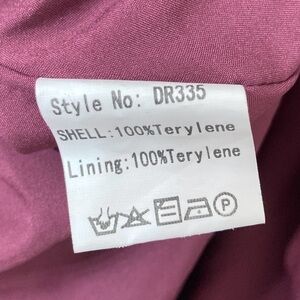 Style No: DR335
SHELL:100%Terylene
Lining:100%Terylene
P